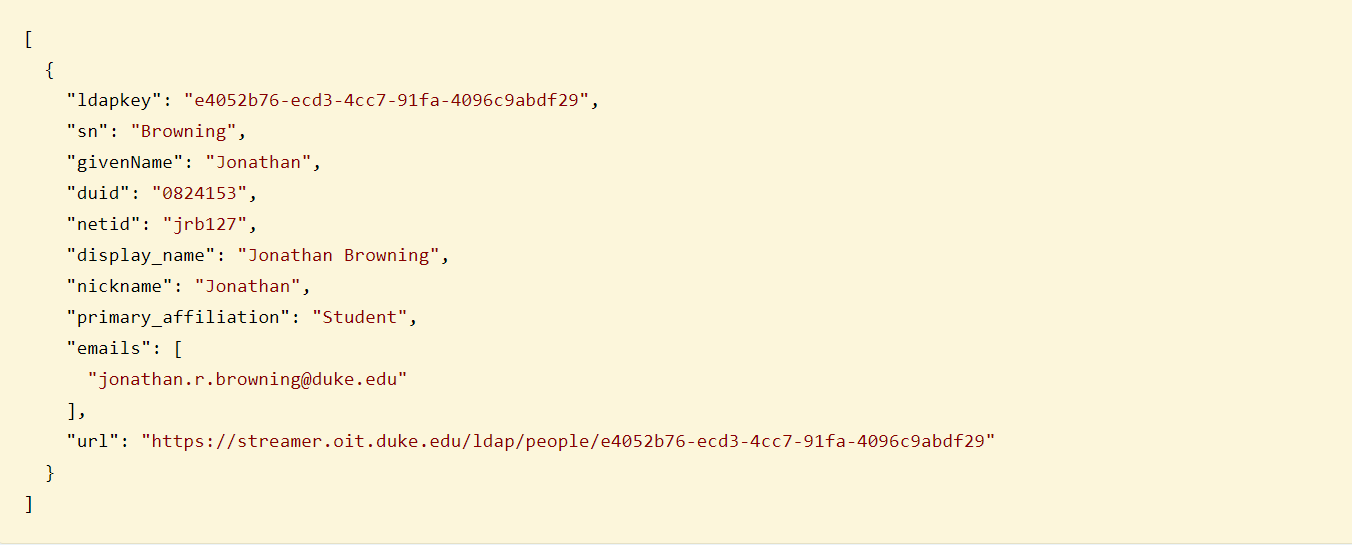 [
{
"ldapkey": "e4052b76-ecd3-4cc7-91fa-4096c9abdf29",
"sn": "Browning",
"givenName": "Jonathan",
"duid": "0824153",
"netid": "jrb127",
"display_name": "Jonathan Browning",
"nickname": "Jonathan",
"primary_affiliation": "Student",
"emails": [
"jonathan.r.browning@duke.edu"
],
"url": "https://streamer.oit.duke.edu/ldap/people/e4052b76-ecd3-4cc7-91fa-4096c9abdf29"
}
]